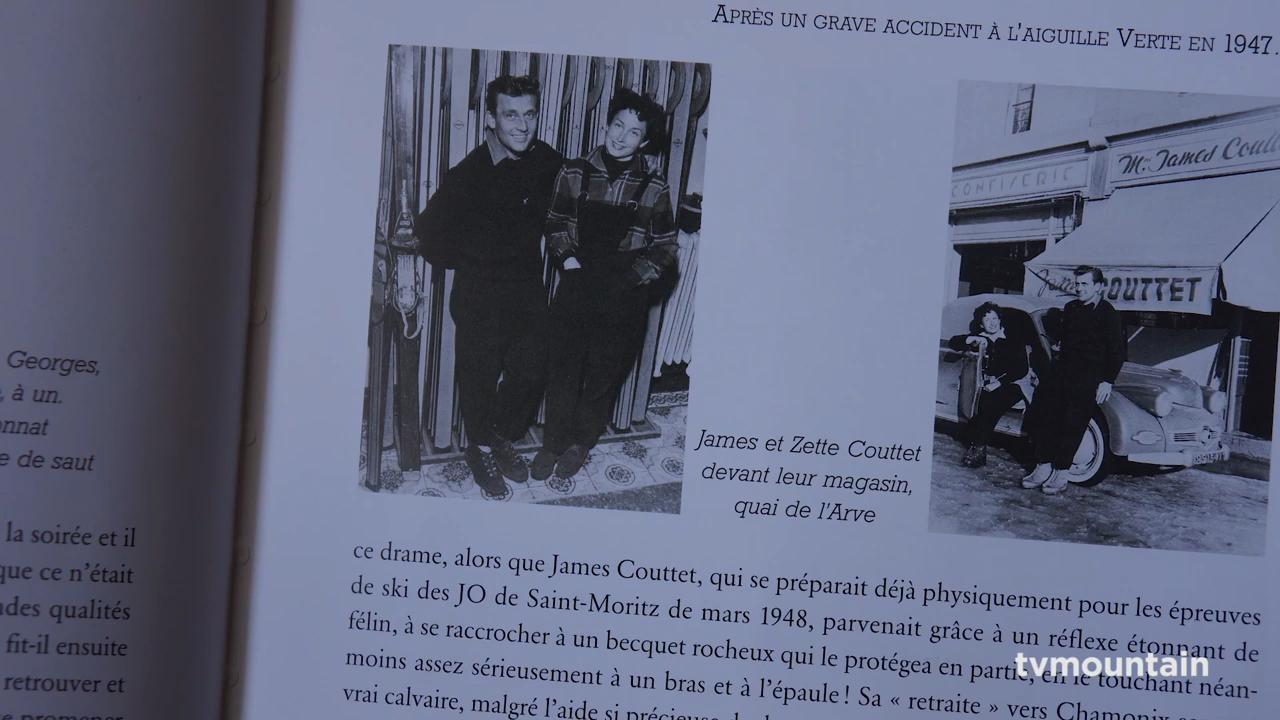 Georges,
, à un.
onnat
e de saut
la soirée et il
que ce n'était
ndes qualités
fit-il ensuite
retrouver et
Après un grave accident à l'aiguille Verte en 1947.
CONFISERIE
M. James Coutt
James COUTTET
James et Zette Couttet
devant leur magasin,
quai de l'Arve
ce drame, alors que James Couttet, qui se préparait déjà physiquement pour les épreuves
de ski des JO de Saint-Moritz de mars 1948, parvenait grâce à un réflexe étonnant de
félin, à se raccrocher à un becquet rocheux qui le protégea en partie, en le touchant néan-
moins assez sérieusement à un bras et à l'épaule ! Sa « retraite » vers Chamonix
vrai calvaire, malgré l'aide si précieuse
tvmountain